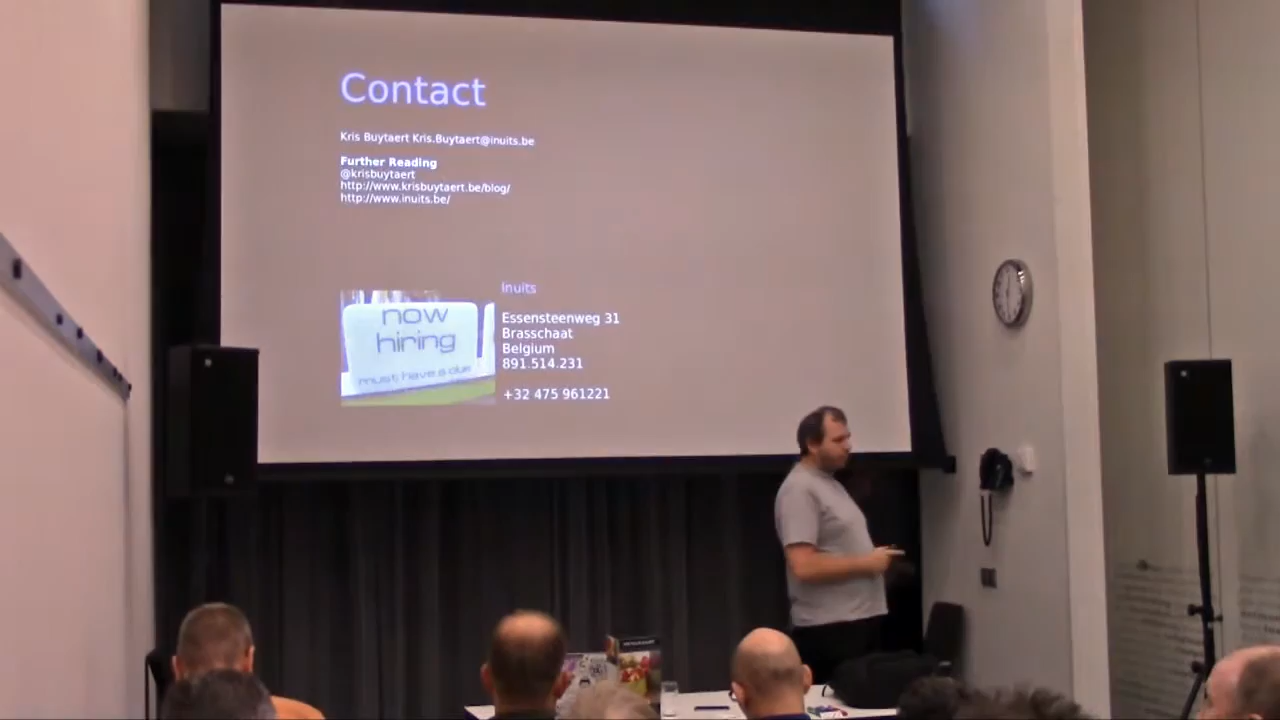 Contact
Kris Buytaert Kris.Buytaert@inuits.be
Further Reading
@krisbuytaert
http://www.krisbuytaert.be/blog/
http://www.inuits.be/
now
hiring
must have a clue
Inuits
Essensteenweg 31
Brasschaat
Belgium
891.514.231
+32 475 961221